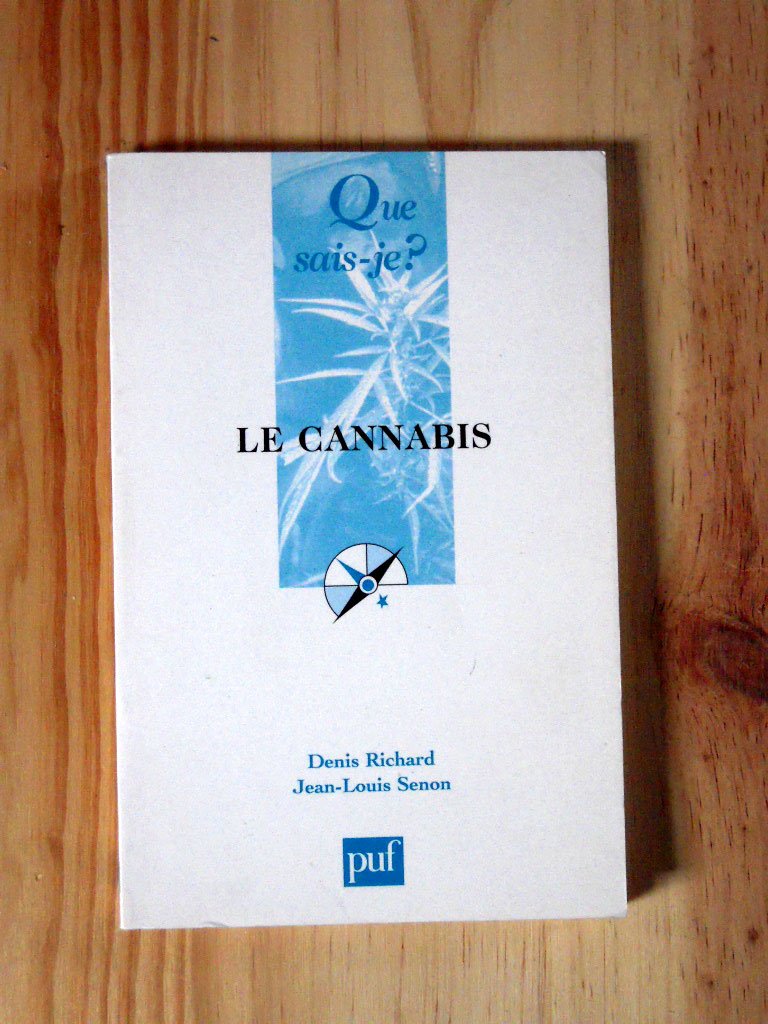 Que
sais-je?
LE CANNABIS
Denis Richard
Jean-Louis Senon
puf